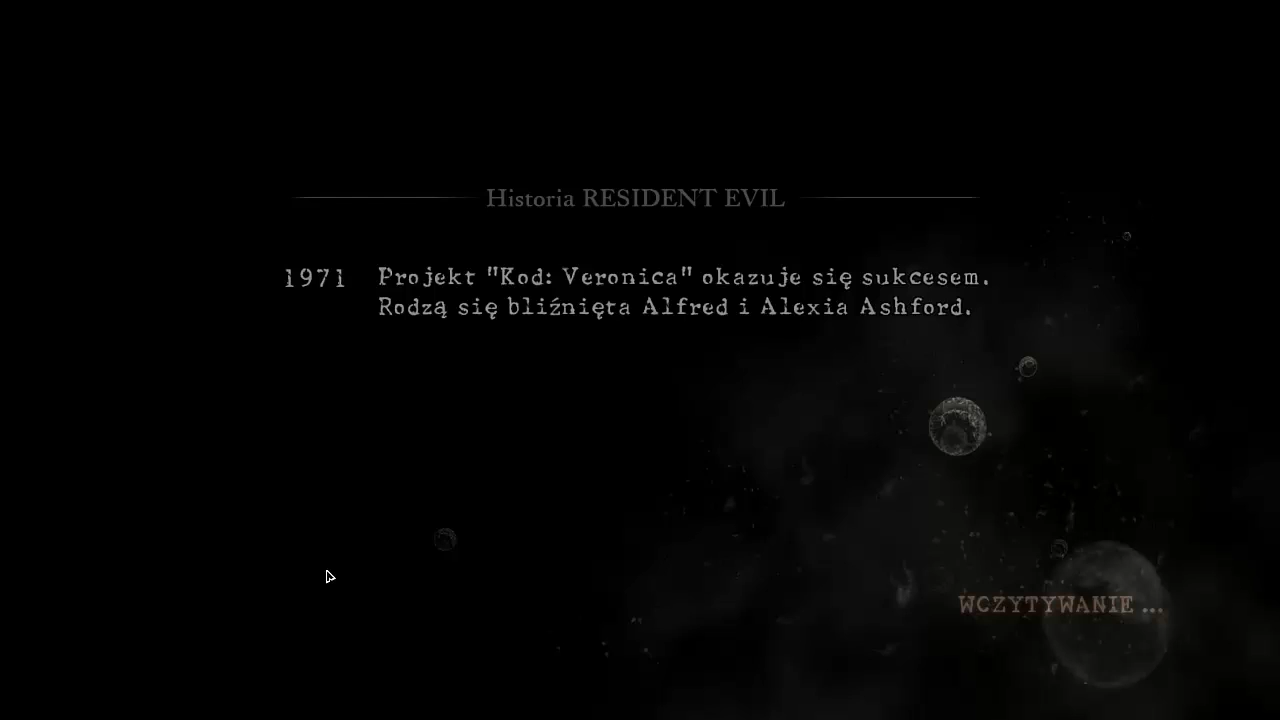 Historia RESIDENT EVIL
1971 Projekt "Kod: Veronica" okazuje się sukcesem.
Rodzą się bliźnięta Alfred i Alexia Ashford.
WCZYTYWANIE ...